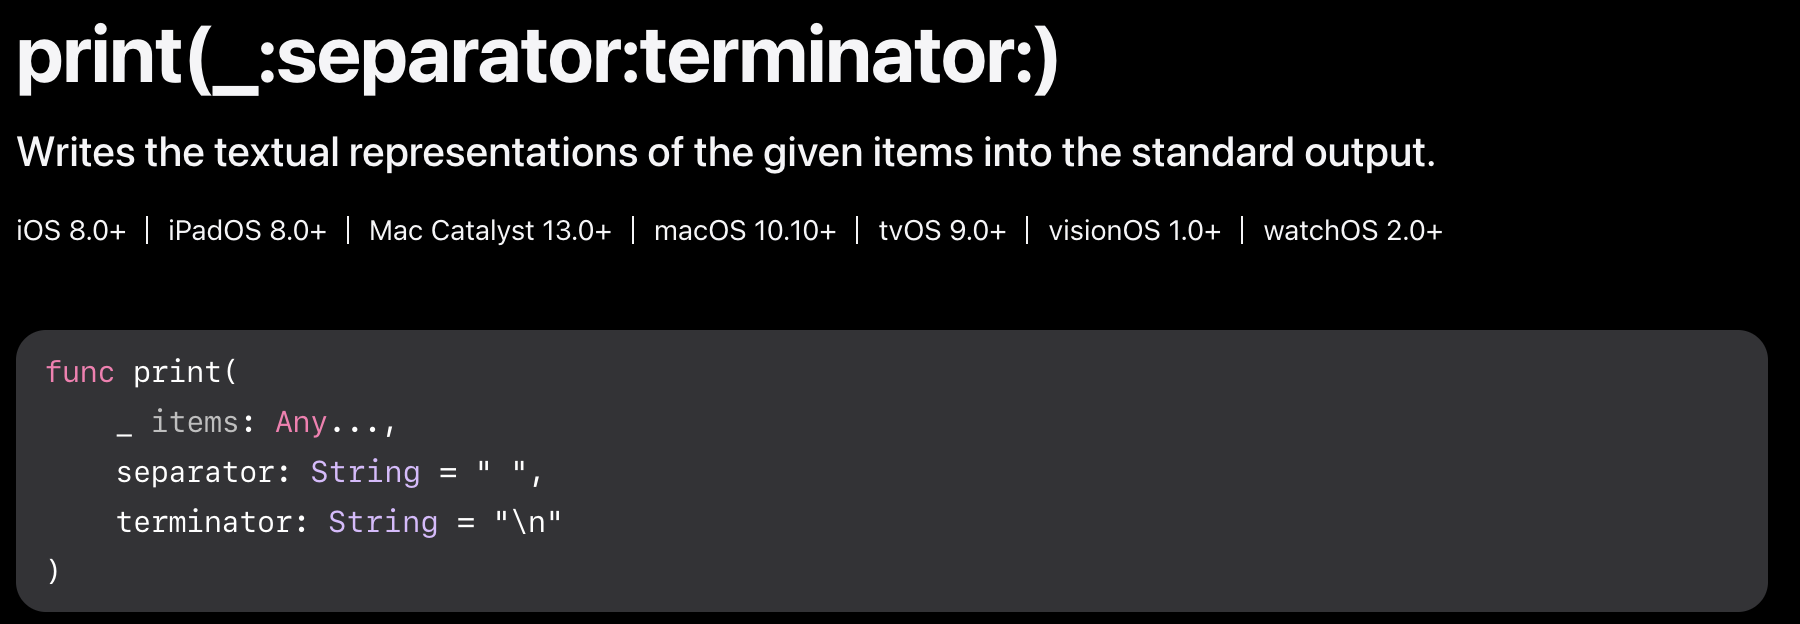 print(_:separator:terminator:)
Writes the textual representations of the given items into the standard output.
iOS 8.0+ | iPadOS 8.0+ | Mac Catalyst 13.0+ | macOS 10.10+ | tvOS 9.0+ | visionOS 1.0+ | watchOS 2.0+
func print(
    _ items: Any...,
    separator: String = " ",
    terminator: String = "\n"
)